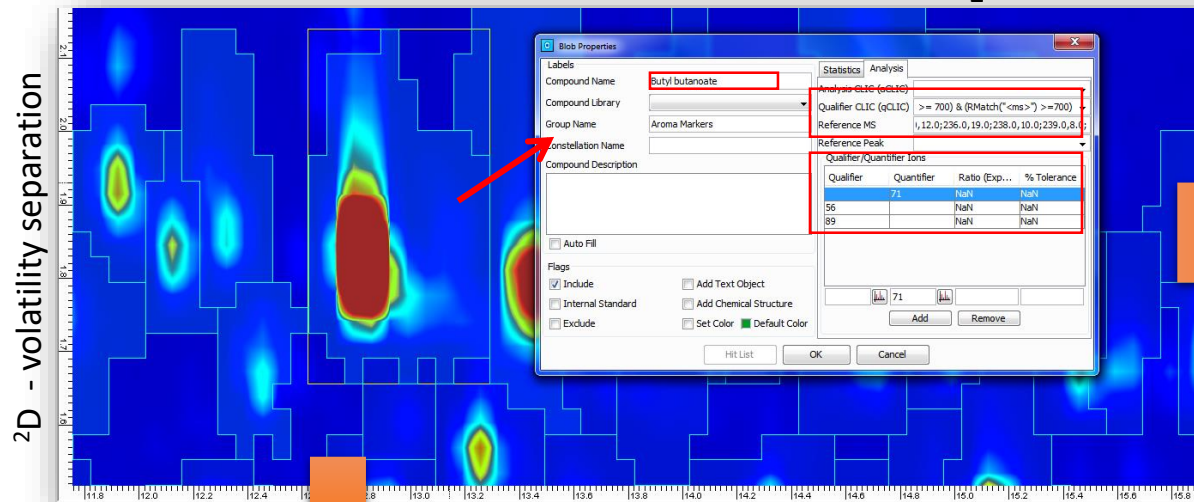 ²D - volatility separation
2.1
2.0
1.9
1.8
1.7
1.6
Blob Properties
Labels
Compound Name Butyl butanoate
Compound Library
Group Name Aroma Markers
Constellation Name
Compound Description
Auto Fill
Flags
Include Add Text Object
Internal Standard Add Chemical Structure
Exclude Set Color Default Color
Statistics Analysis
Analysis CLIC (aCLIC)
Qualifier CLIC (qCLIC) >= 700) & (RMatch("<ms>") >=700)
Reference MS ,12.0;236.0,19.0;238.0,10.0;239.0,8.0;
Reference Peak
Qualifier/Quantifier Ions
Qualifier Quantifier Ratio (Exp... % Tolerance
71 NaN NaN
56 NaN NaN
89 NaN NaN
71
Add Remove
Hit List OK Cancel
11.8 12.0 12.2 12.4 13.0 13.2 13.4 13.6 13.8 14.0 14.2 14.4 14.6 14.8 15.0 15.2 15.4 15.6